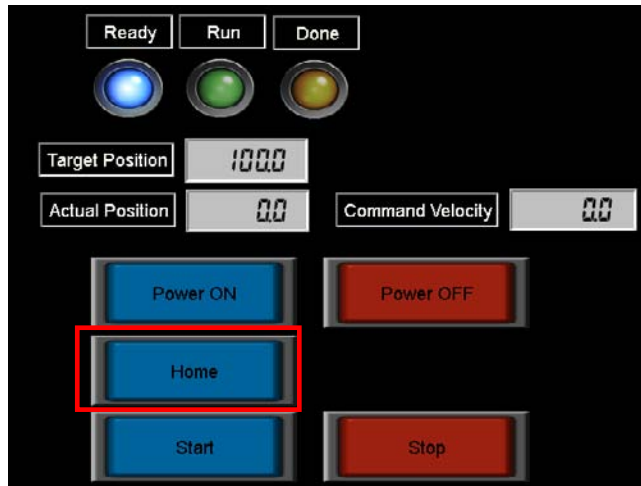 Ready Run Done
Target Position 100.0
Actual Position 0.0 Command Velocity 0.0
Power ON Power OFF
Home
Start Stop